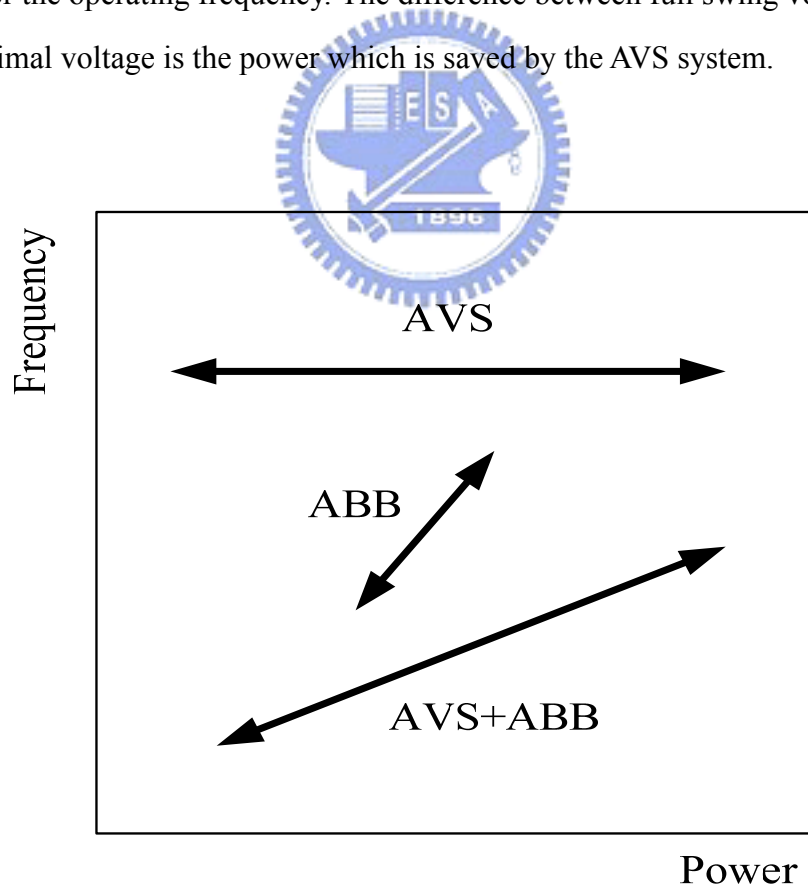 the operating frequency. The difference between full swing
imal voltage is the power which is saved by the AVS system.
E S A
1896
Frequency
AVS
ABB
AVS+ABB
Power